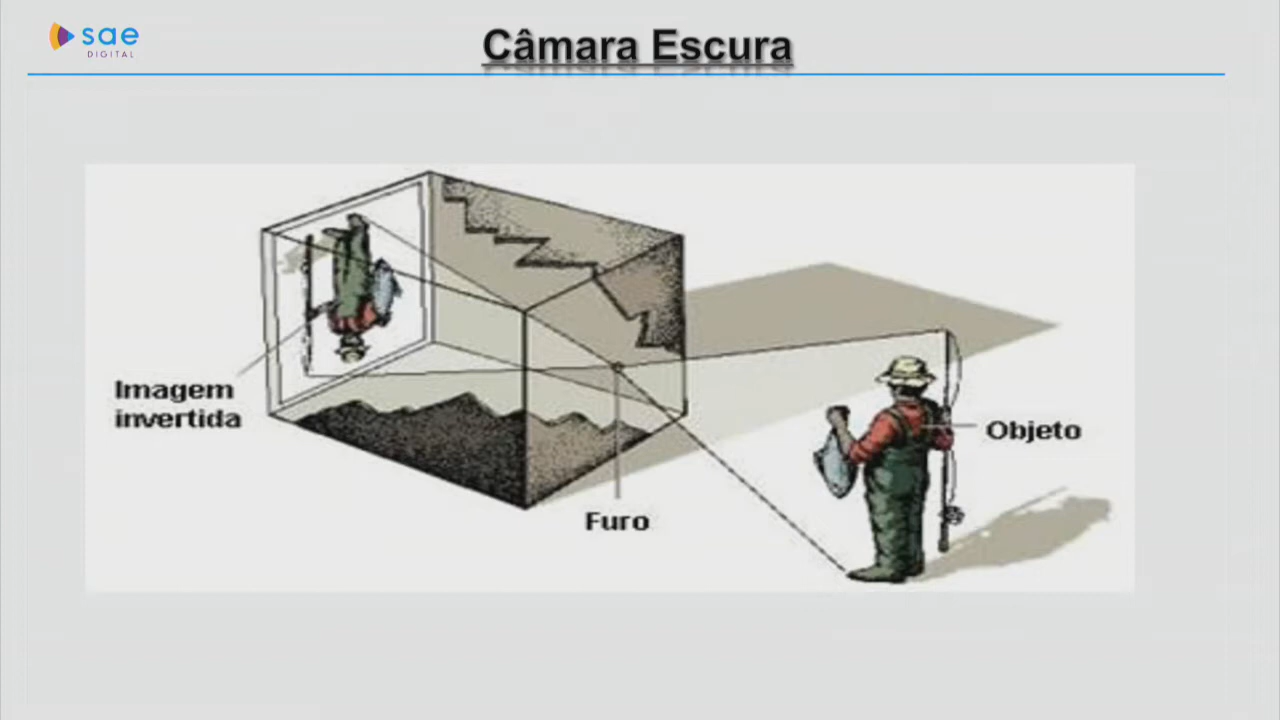 sae
DIGITAL
Câmara Escura
Imagem
invertida
Objeto
Furo